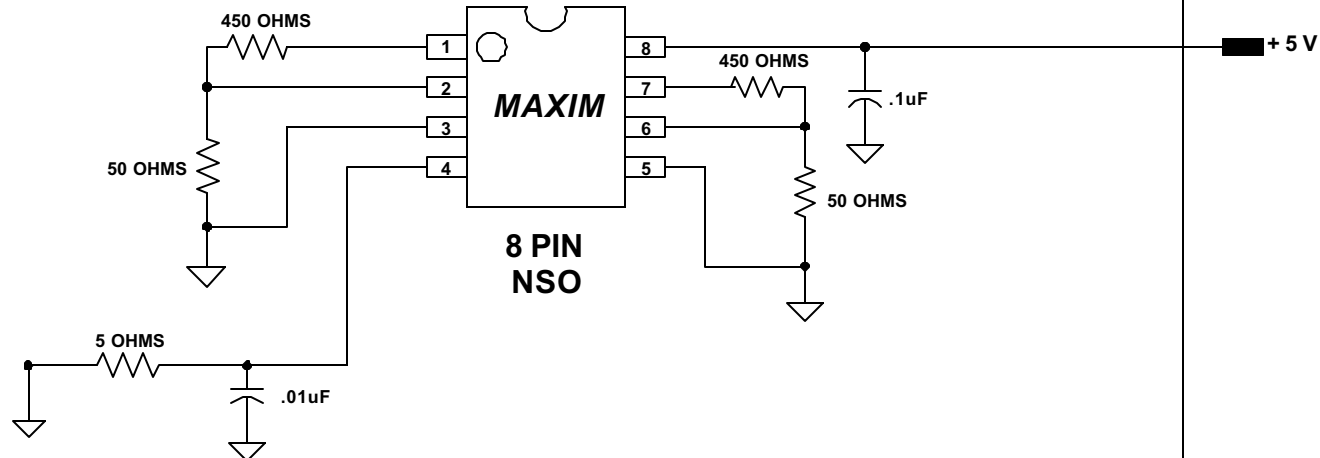 450 OHMS
1
2
3
4
50 OHMS
MAXIM
8
7
6
5
450 OHMS
.1uF
+ 5 V
50 OHMS
8 PIN
NSO
5 OHMS
.01uF